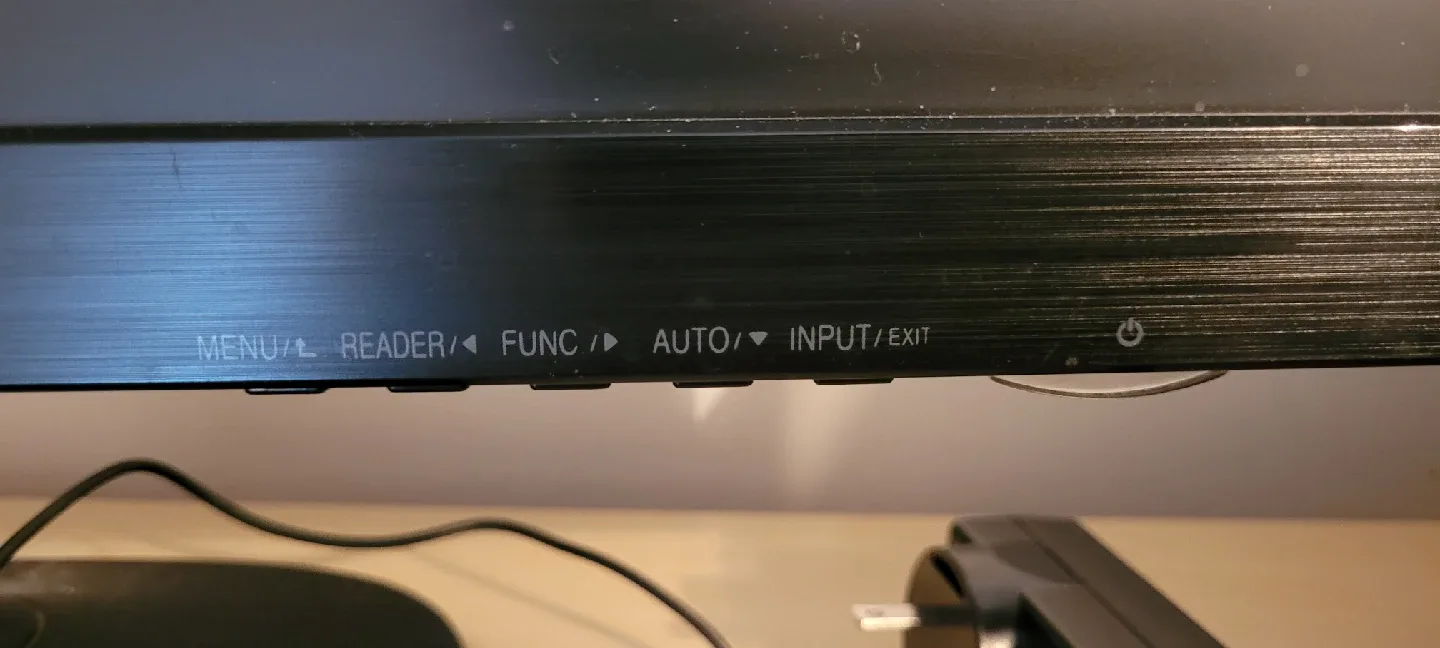 MENU/ READER/◀ FUNC /▶ AUTO/▼ INPUT/EXIT